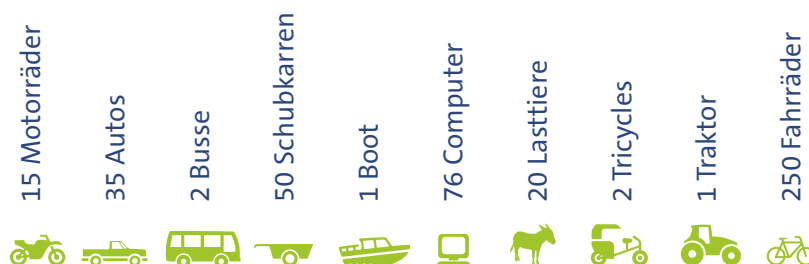 15 Motorräder
35 Autos
2 Busse
50 Schubkarren
1 Boot
76 Computer
20 Lasttiere
2 Tricycles
1 Traktor
250 Fahrräder